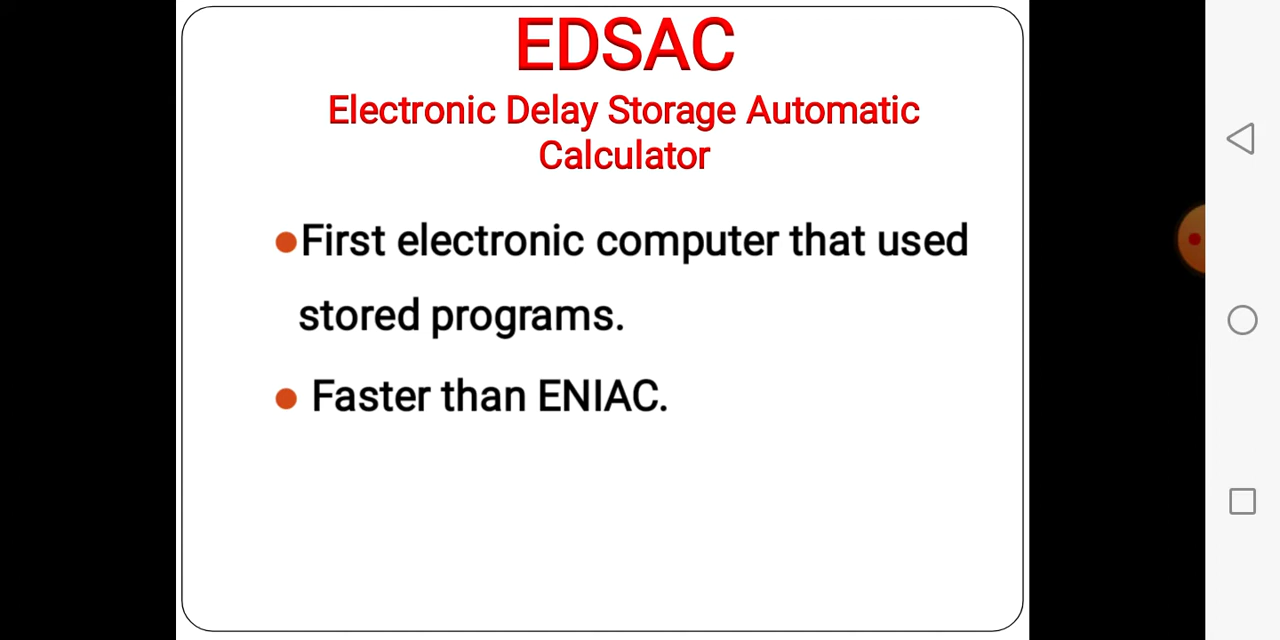 EDSAC
Electronic Delay Storage Automatic
Calculator
First electronic computer that used
stored programs.
Faster than ENIAC.